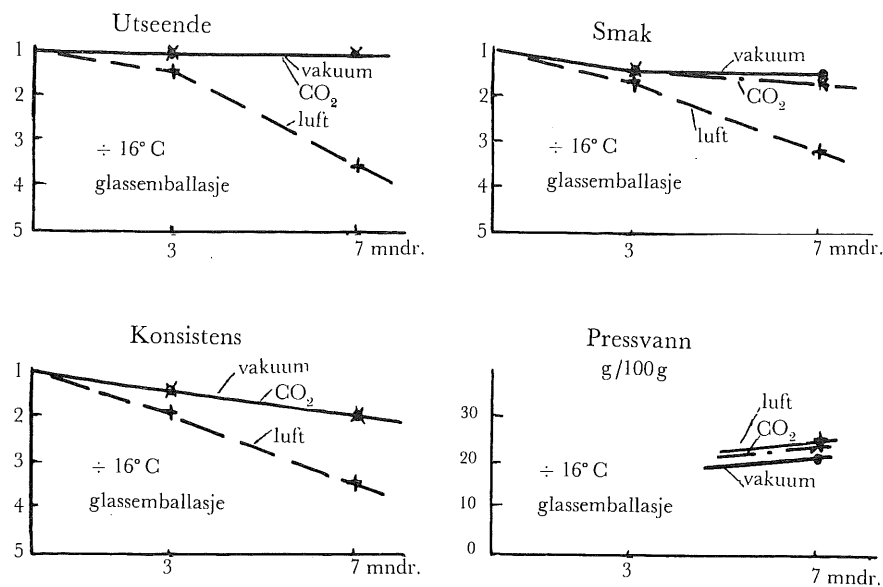 Utseende
1
2
3
4
5
vakuum
CO₂
luft
÷ 16° C
glassemballasje
3
7 mndr.
Smak
1
2
3
4
5
vakuum
CO₂
luft
÷ 16° C
glassemballasje
3
7 mndr.
Konsistens
1
2
3
4
5
vakuum
CO₂
luft
÷ 16° C
glassemballasje
3
7 mndr.
Pressvann
g/100 g
30
20
10
0
luft
CO₂
vakuum
÷ 16° C
glassemballasje
3
7 mndr.